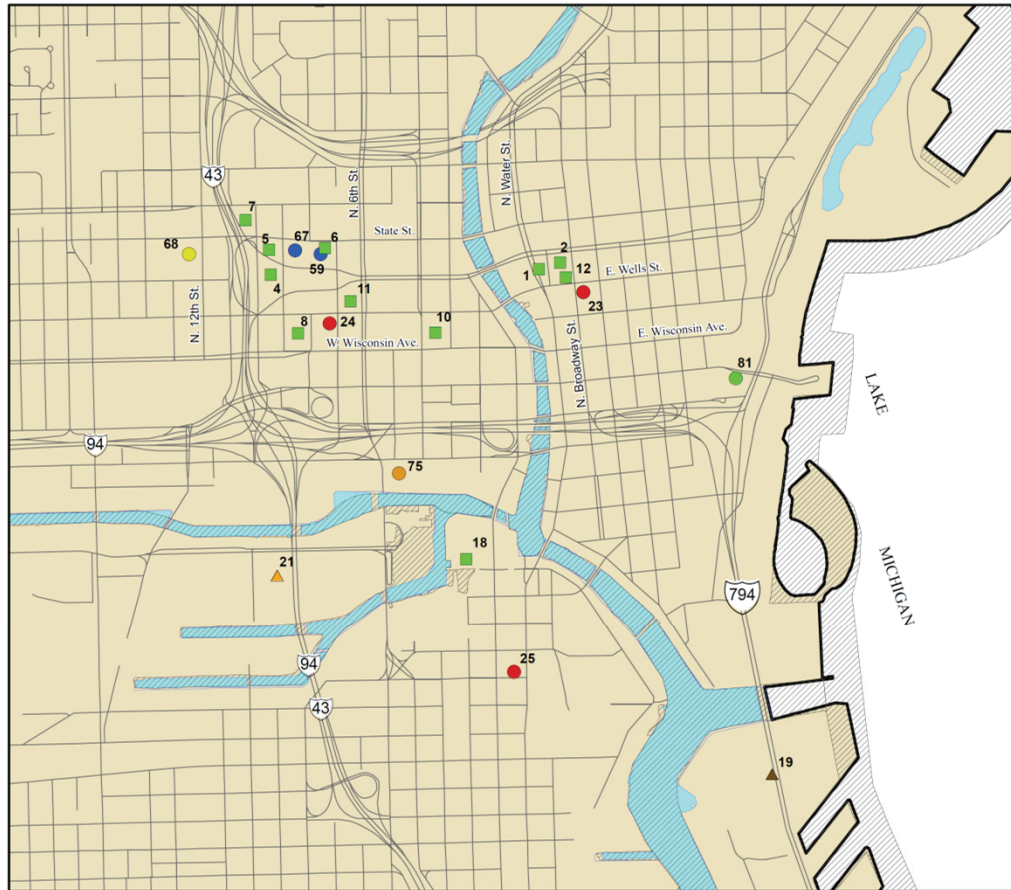 43
N. 6th St.
N. Water St.
7
State St.
68
5
67
6
59
4
2
1
12
E. Wells St.
23
N. 12th St.
11
24
8
10
W. Wisconsin Ave.
E. Wisconsin Ave.
N. Broadway St.
81
LAKE
94
75
18
21
MICHIGAN
794
94
25
43
19